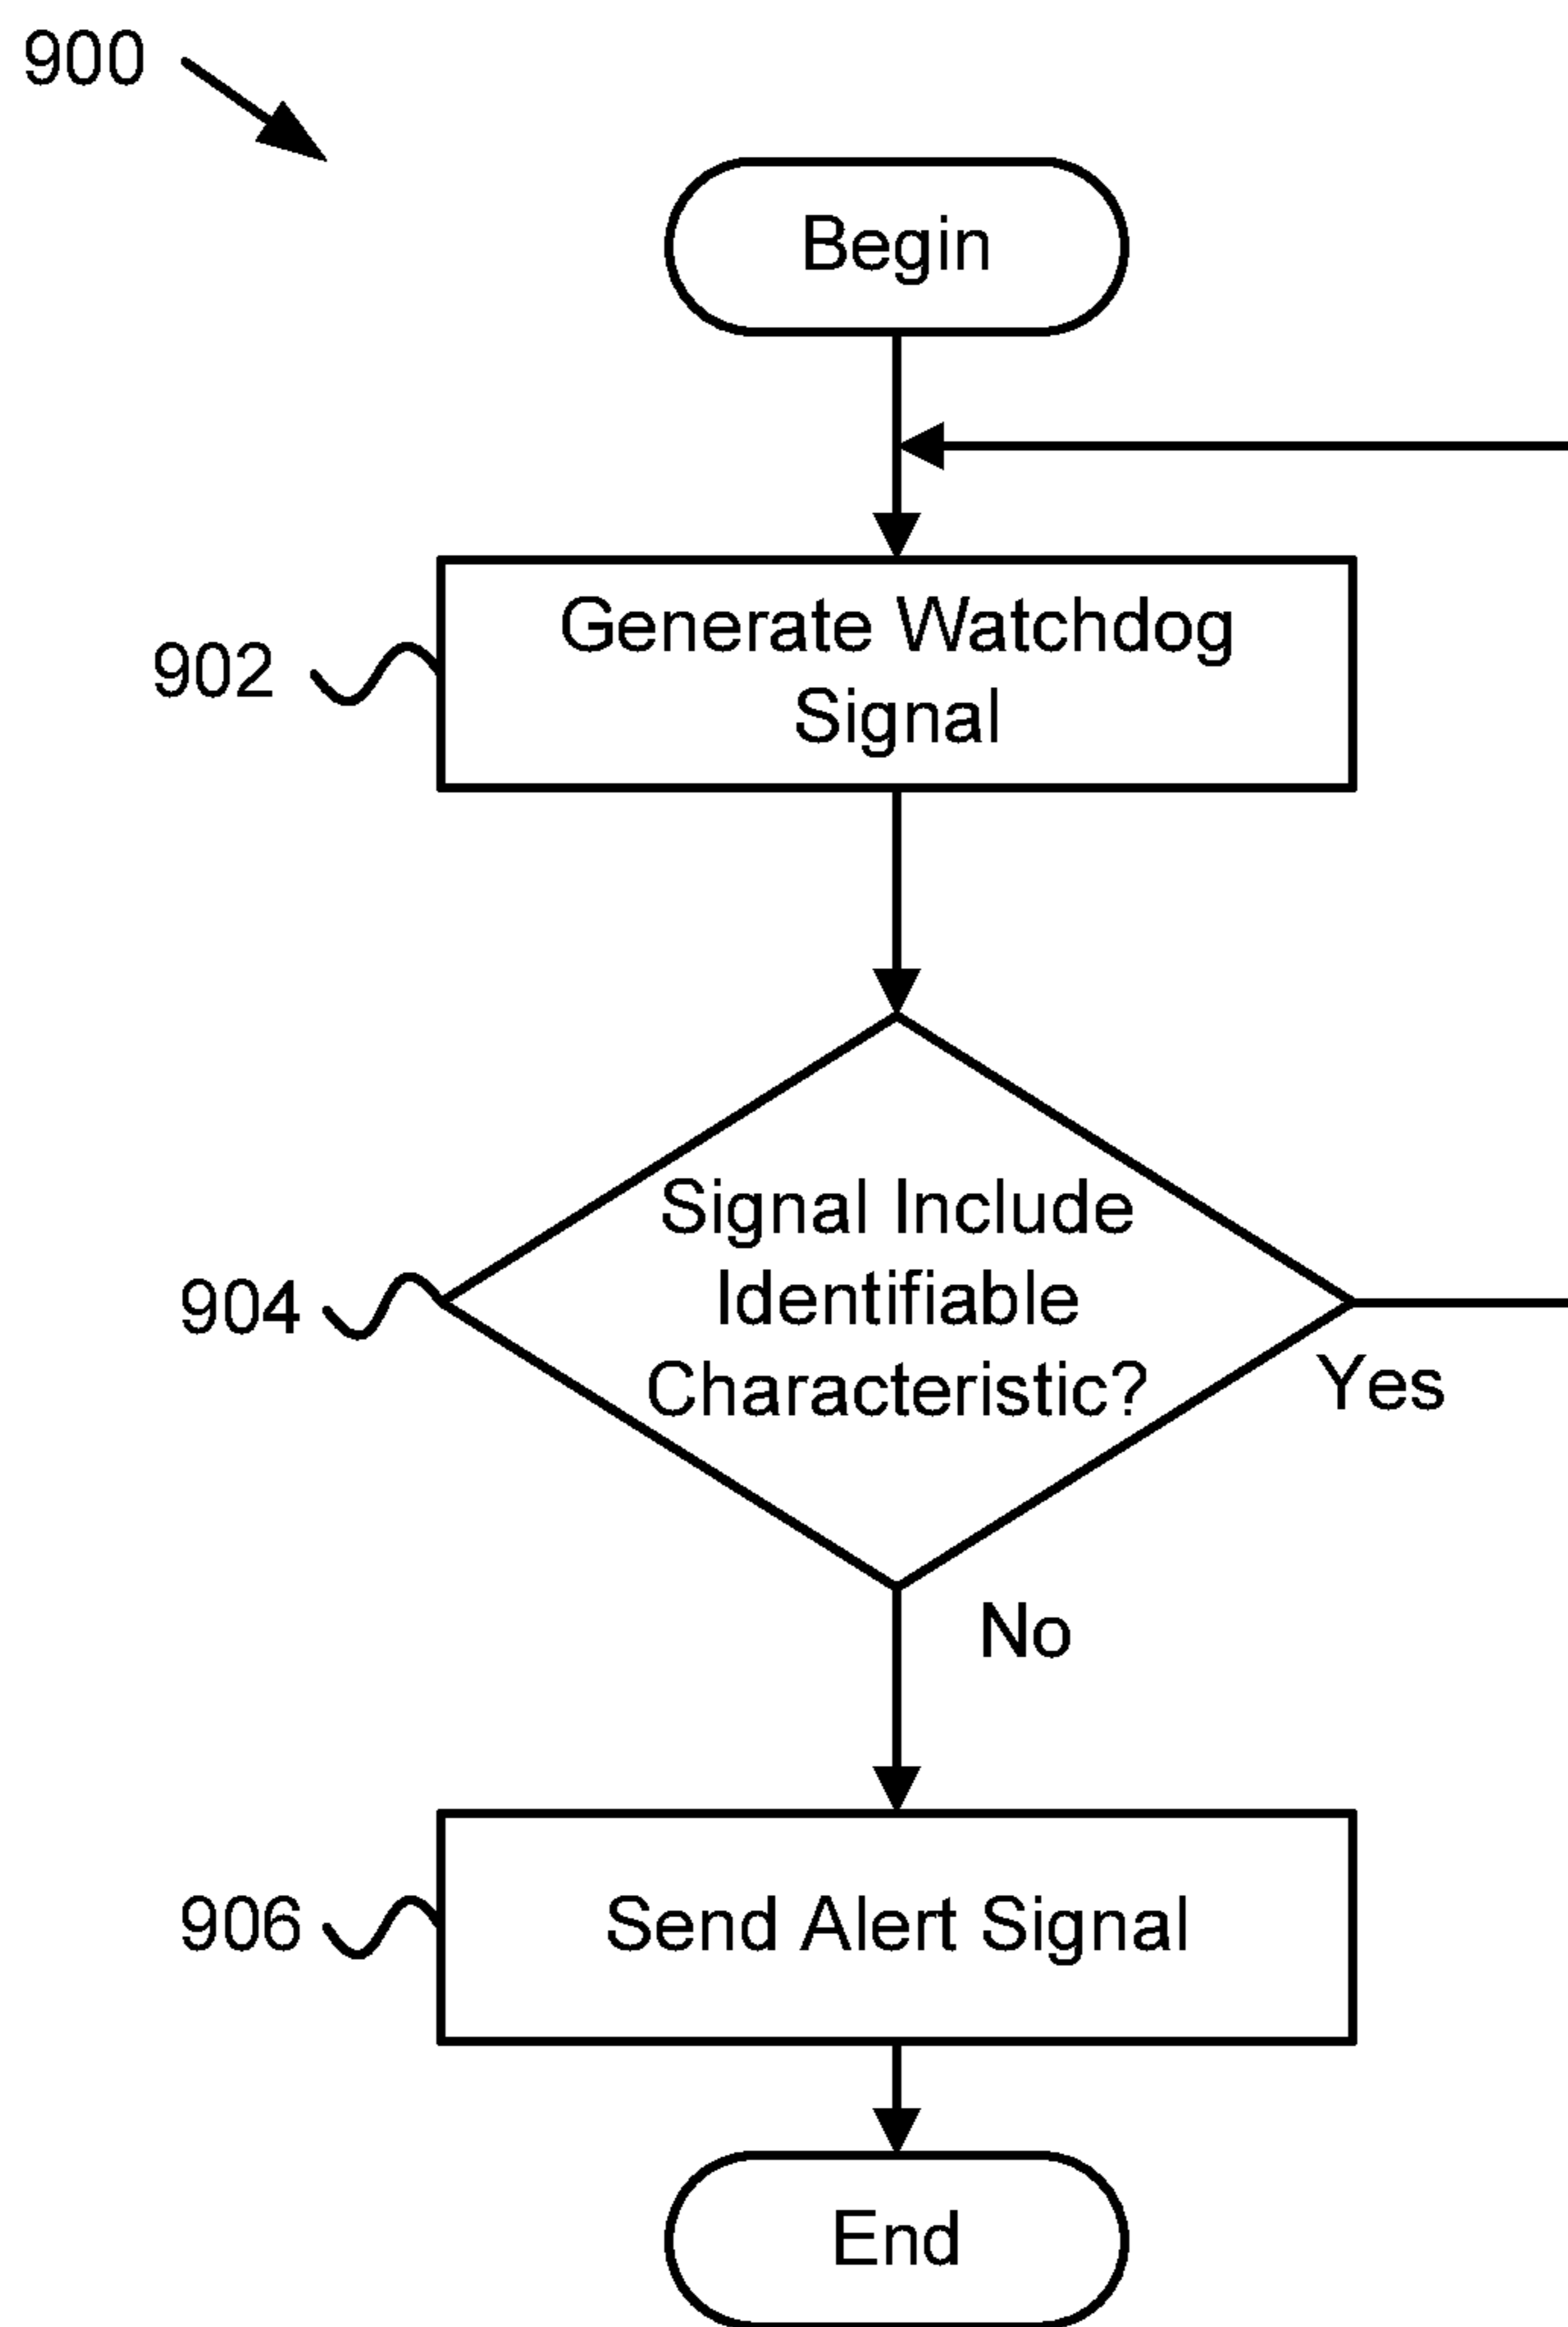 900
Begin
902
Generate Watchdog
Signal
904
Signal Include
Identifiable
Characteristic?
Yes
No
906
Send Alert Signal
End